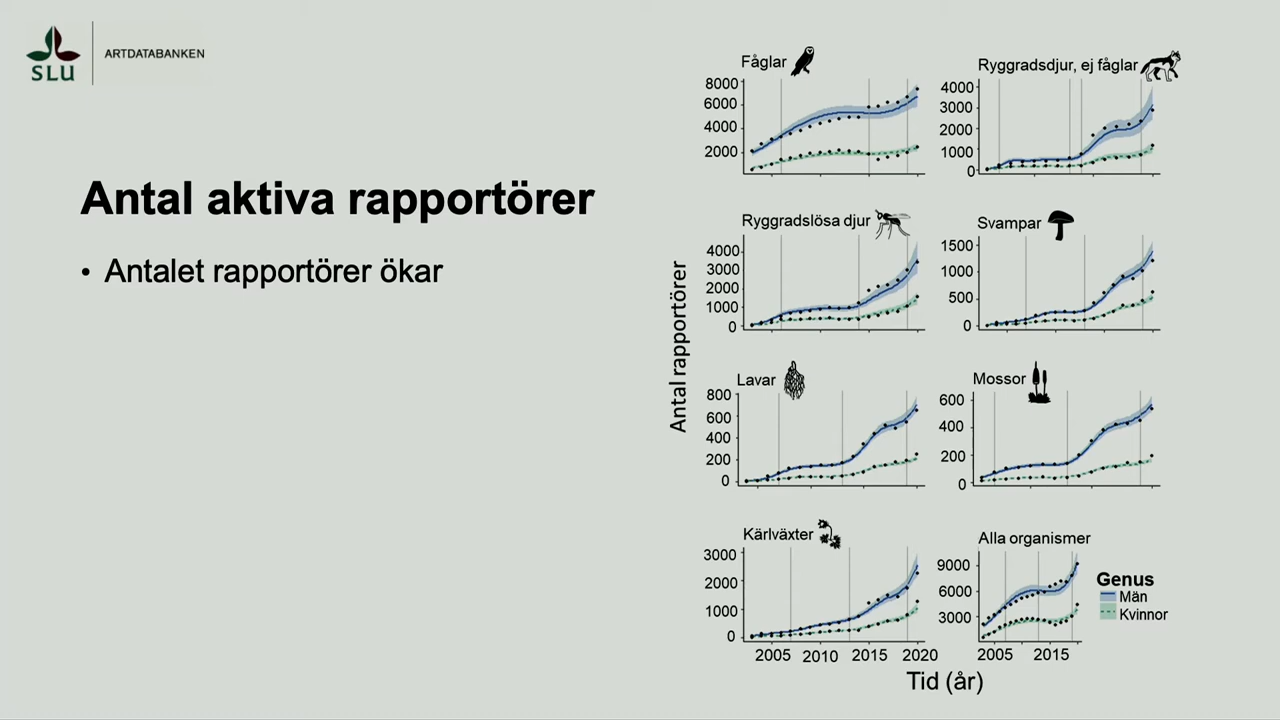 SLU
ARTDATABANKEN
Antal aktiva rapportörer
• Antalet rapportörer ökar
Antal rapportörer
Fåglar
8000
6000
4000
2000
Ryggradsdjur, ej fåglar
4000
3000
2000
1000
0
Ryggradslösa djur
4000
3000
2000
1000
0
Svampar
1500
1000
500
0
Lavar
800
600
400
200
0
Mossor
600
400
200
0
Kärlväxter
3000
2000
1000
0
2005 2010 2015 2020
Alla organismer
9000
6000
3000
2005 2015
Genus
Män
Kvinnor
Tid (år)